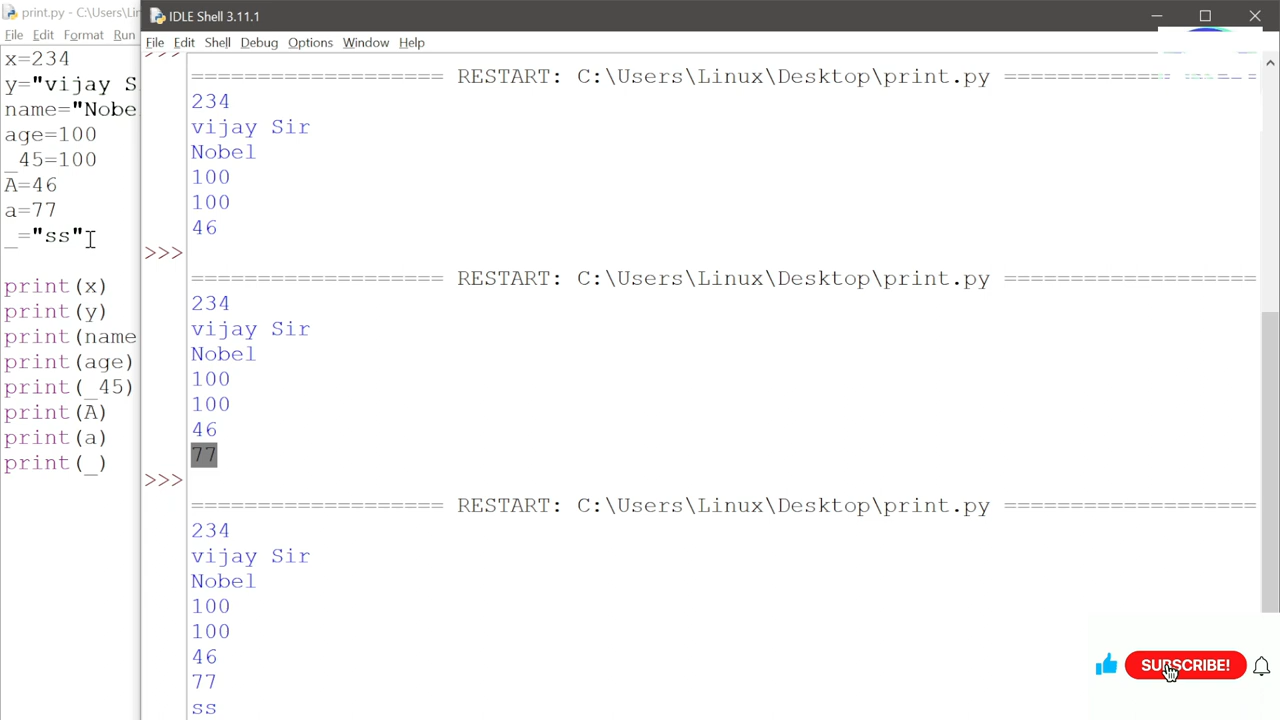 print.py - C:\Users\Lin
File Edit Format Run
x=234
y="vijay S
name="Nobe
age=100
_45=100
A=46
a=77
_="ss"
print(x)
print(y)
print(name
print(age)
print(_45)
print(A)
print(a)
print(_)
IDLE Shell 3.11.1
File Edit Shell Debug Options Window Help
>>>
=================== RESTART: C:\Users\Linux\Desktop\print.py ===================
234
vijay Sir
Nobel
100
100
46
>>>
=================== RESTART: C:\Users\Linux\Desktop\print.py ===================
234
vijay Sir
Nobel
100
100
46
77
>>>
=================== RESTART: C:\Users\Linux\Desktop\print.py ===================
234
vijay Sir
Nobel
100
100
46
77
ss
SUBSCRIBE!